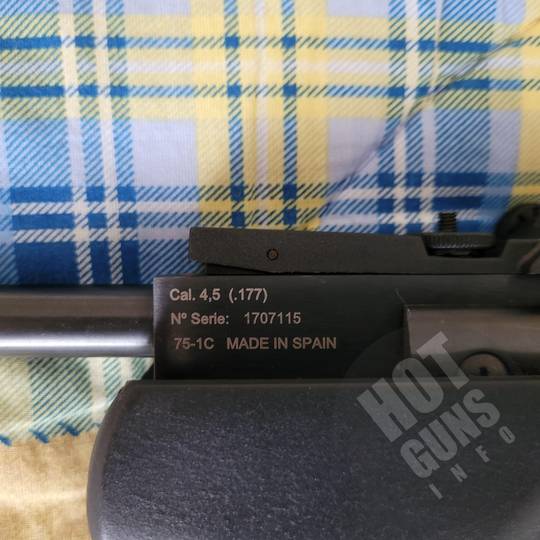 Cal. 4,5 (.177)
Nº Serie: 1707115
75-1C MADE IN SPAIN
HOT
GUNS
INFO